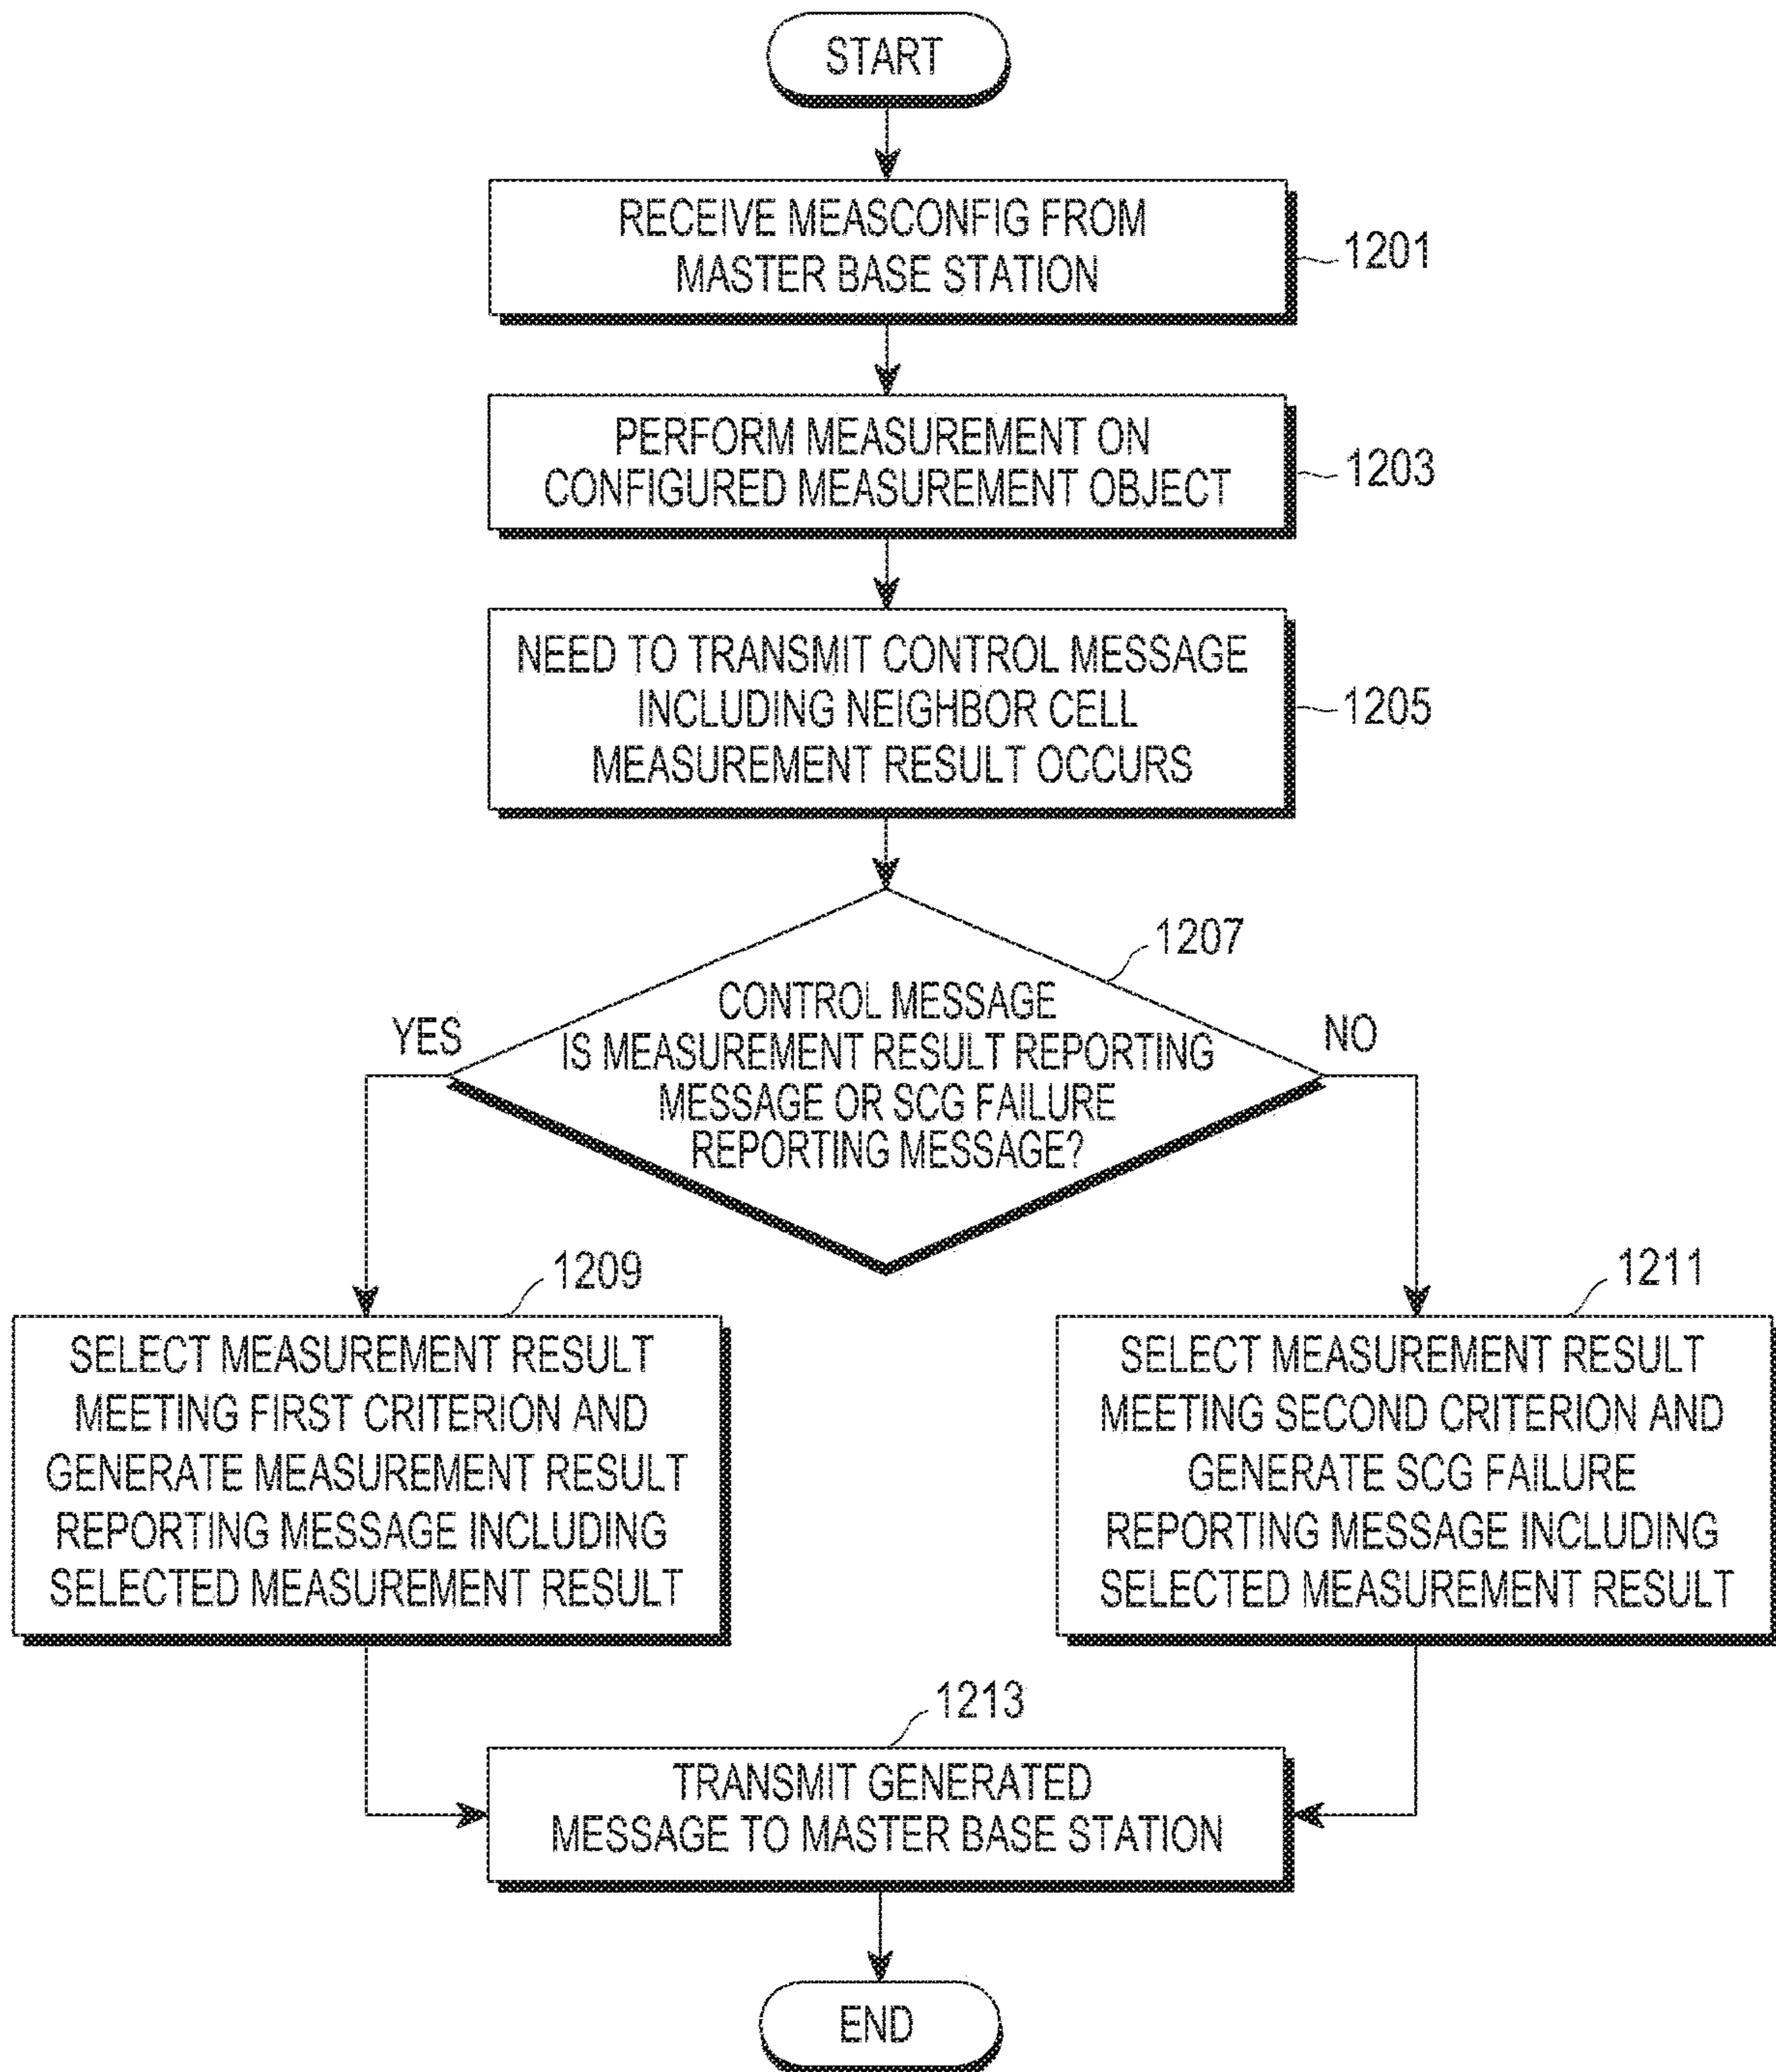 START
RECEIVE MEASCONFIG FROM
MASTER BASE STATION
1201
PERFORM MEASUREMENT ON
CONFIGURED MEASUREMENT OBJECT
1203
NEED TO TRANSMIT CONTROL MESSAGE
INCLUDING NEIGHBOR CELL
MEASUREMENT RESULT OCCURS
1205
1207
CONTROL MESSAGE
IS MEASUREMENT RESULT REPORTING
MESSAGE OR SCG FAILURE
REPORTING MESSAGE?
YES
NO
1209
SELECT MEASUREMENT RESULT
MEETING FIRST CRITERION AND
GENERATE MEASUREMENT RESULT
REPORTING MESSAGE INCLUDING
SELECTED MEASUREMENT RESULT
1211
SELECT MEASUREMENT RESULT
MEETING SECOND CRITERION AND
GENERATE SCG FAILURE
REPORTING MESSAGE INCLUDING
SELECTED MEASUREMENT RESULT
1213
TRANSMIT GENERATED
MESSAGE TO MASTER BASE STATION
END